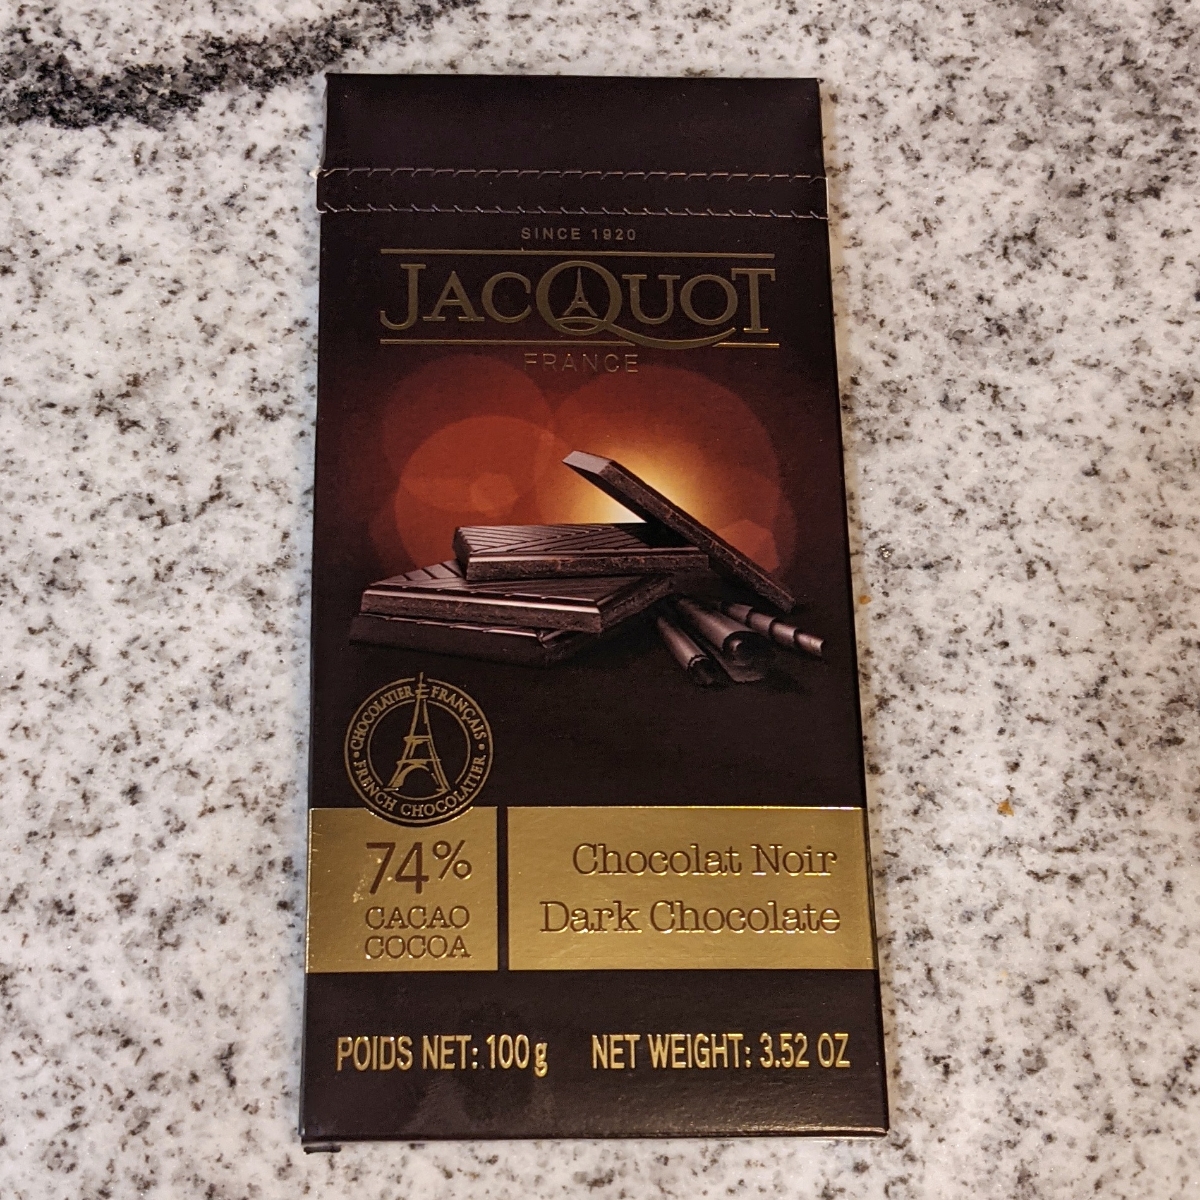 SINCE 1920
JACQUOT
FRANCE
CHOCOLATIER FRANÇAIS
FRENCH CHOCOLATIER
74%
CACAO
COCOA
Chocolat Noir
Dark Chocolate
POIDS NET: 100g NET WEIGHT: 3.52 OZ